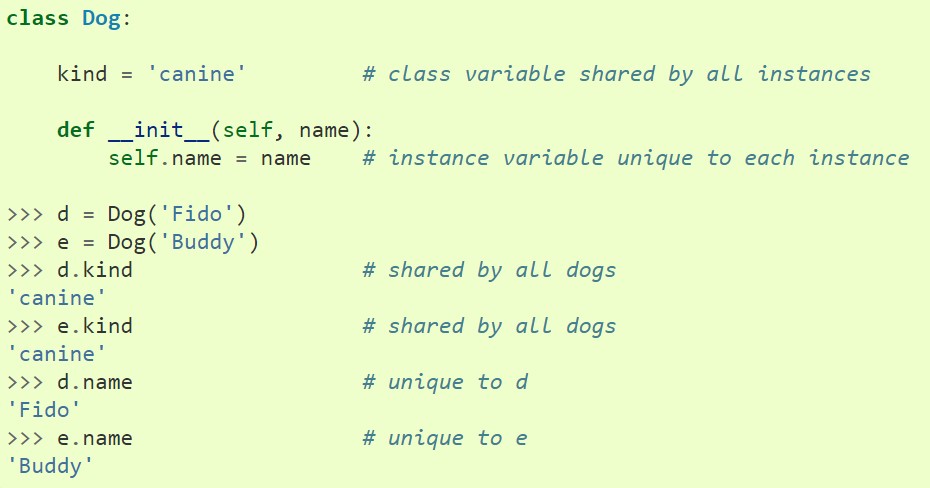 class Dog:
    kind = 'canine'         # class variable shared by all instances
    def __init__(self, name):
        self.name = name    # instance variable unique to each instance
>>> d = Dog('Fido')
>>> e = Dog('Buddy')
>>> d.kind                  # shared by all dogs
'canine'
>>> e.kind                  # shared by all dogs
'canine'
>>> d.name                  # unique to d
'Fido'
>>> e.name                  # unique to e
'Buddy'